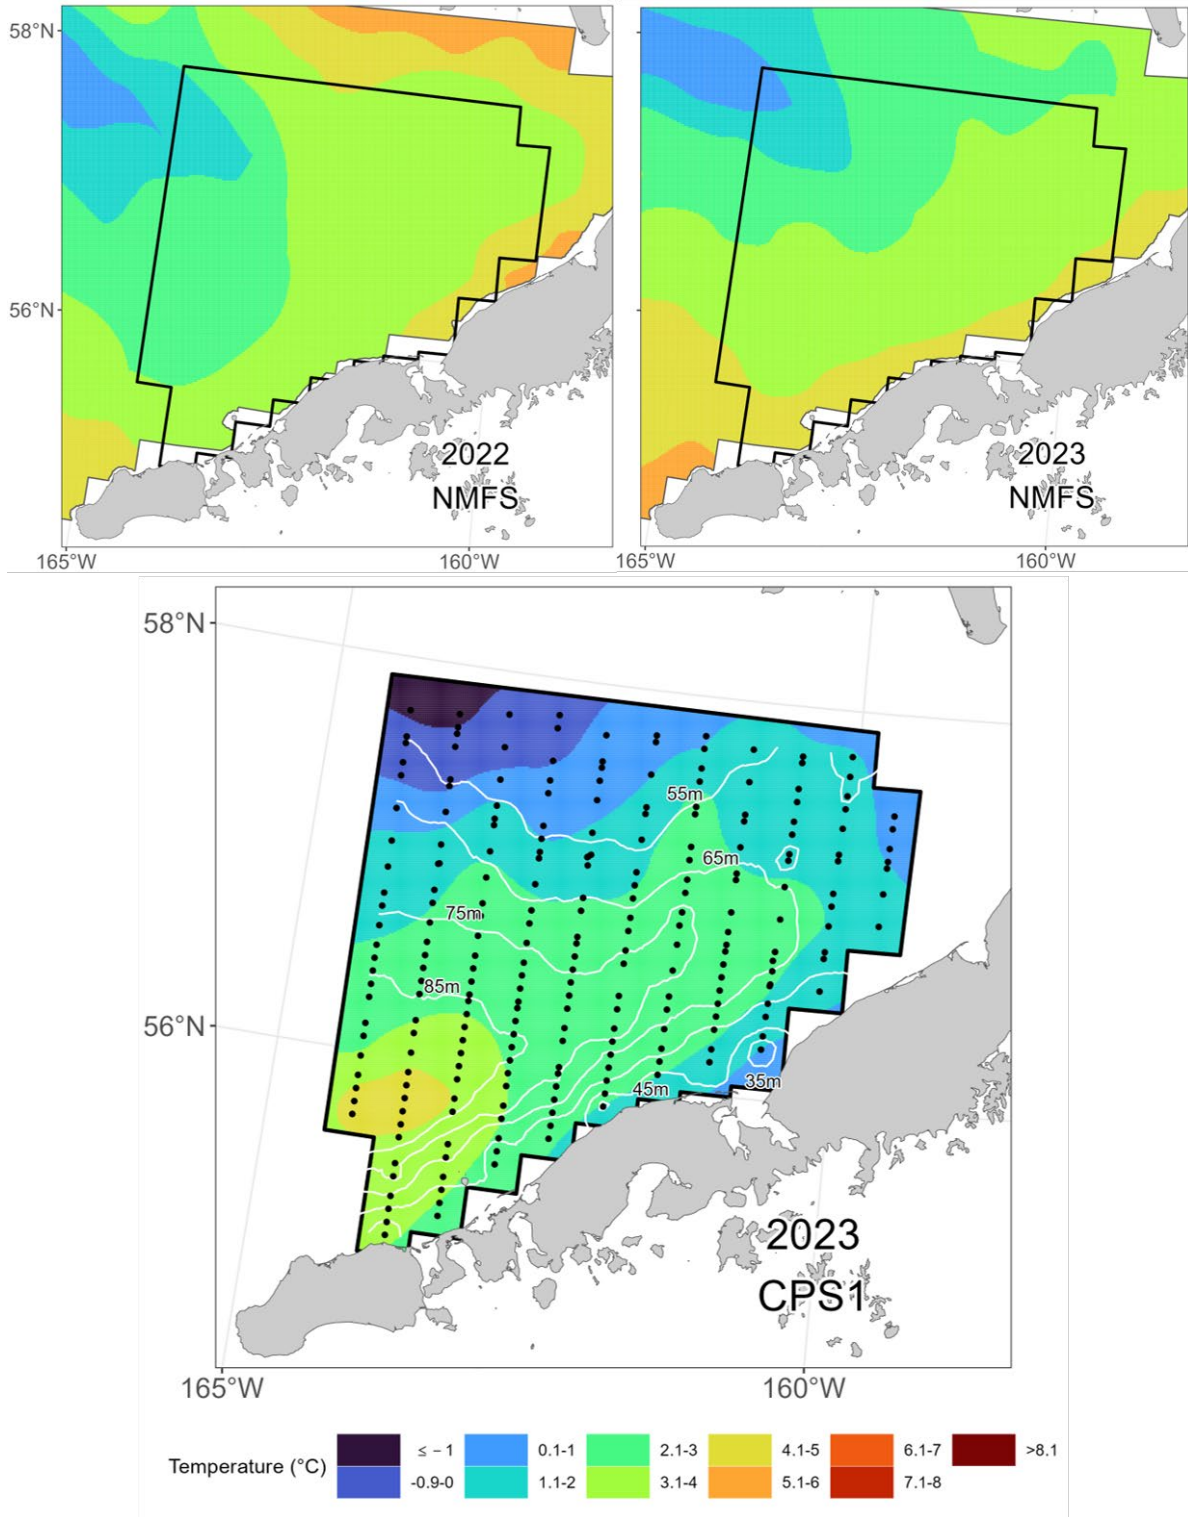 58°N
56°N
2022
NMFS
2023
NMFS
165°W
160°W
165°W
160°W
58°N
55m
65m
75m
85m
56°N
45m
35m
2023
CPS1
165°W
160°W
Temperature (°C)
≤ − 1
0.1-1
2.1-3
4.1-5
6.1-7
>8.1
-0.9-0
1.1-2
3.1-4
5.1-6
7.1-8